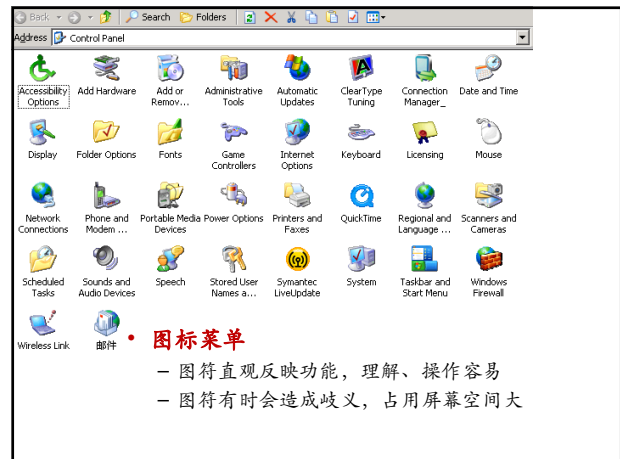 Back Search Folders
Address Control Panel
Accessibility Options
Add Hardware
Add or Remov...
Administrative Tools
Automatic Updates
ClearType Tuning
Connection Manager_
Date and Time
Display
Folder Options
Fonts
Game Controllers
Internet Options
Keyboard
Licensing
Mouse
Network Connections
Phone and Modem ...
Portable Media Devices
Power Options
Printers and Faxes
QuickTime
Regional and Language ...
Scanners and Cameras
Scheduled Tasks
Sounds and Audio Devices
Speech
Stored User Names a...
Symantec LiveUpdate
System
Taskbar and Start Menu
Windows Firewall
Wireless Link
邮件
• 图标菜单
– 图符直观反映功能，理解、操作容易
– 图符有时会造成歧义，占用屏幕空间大